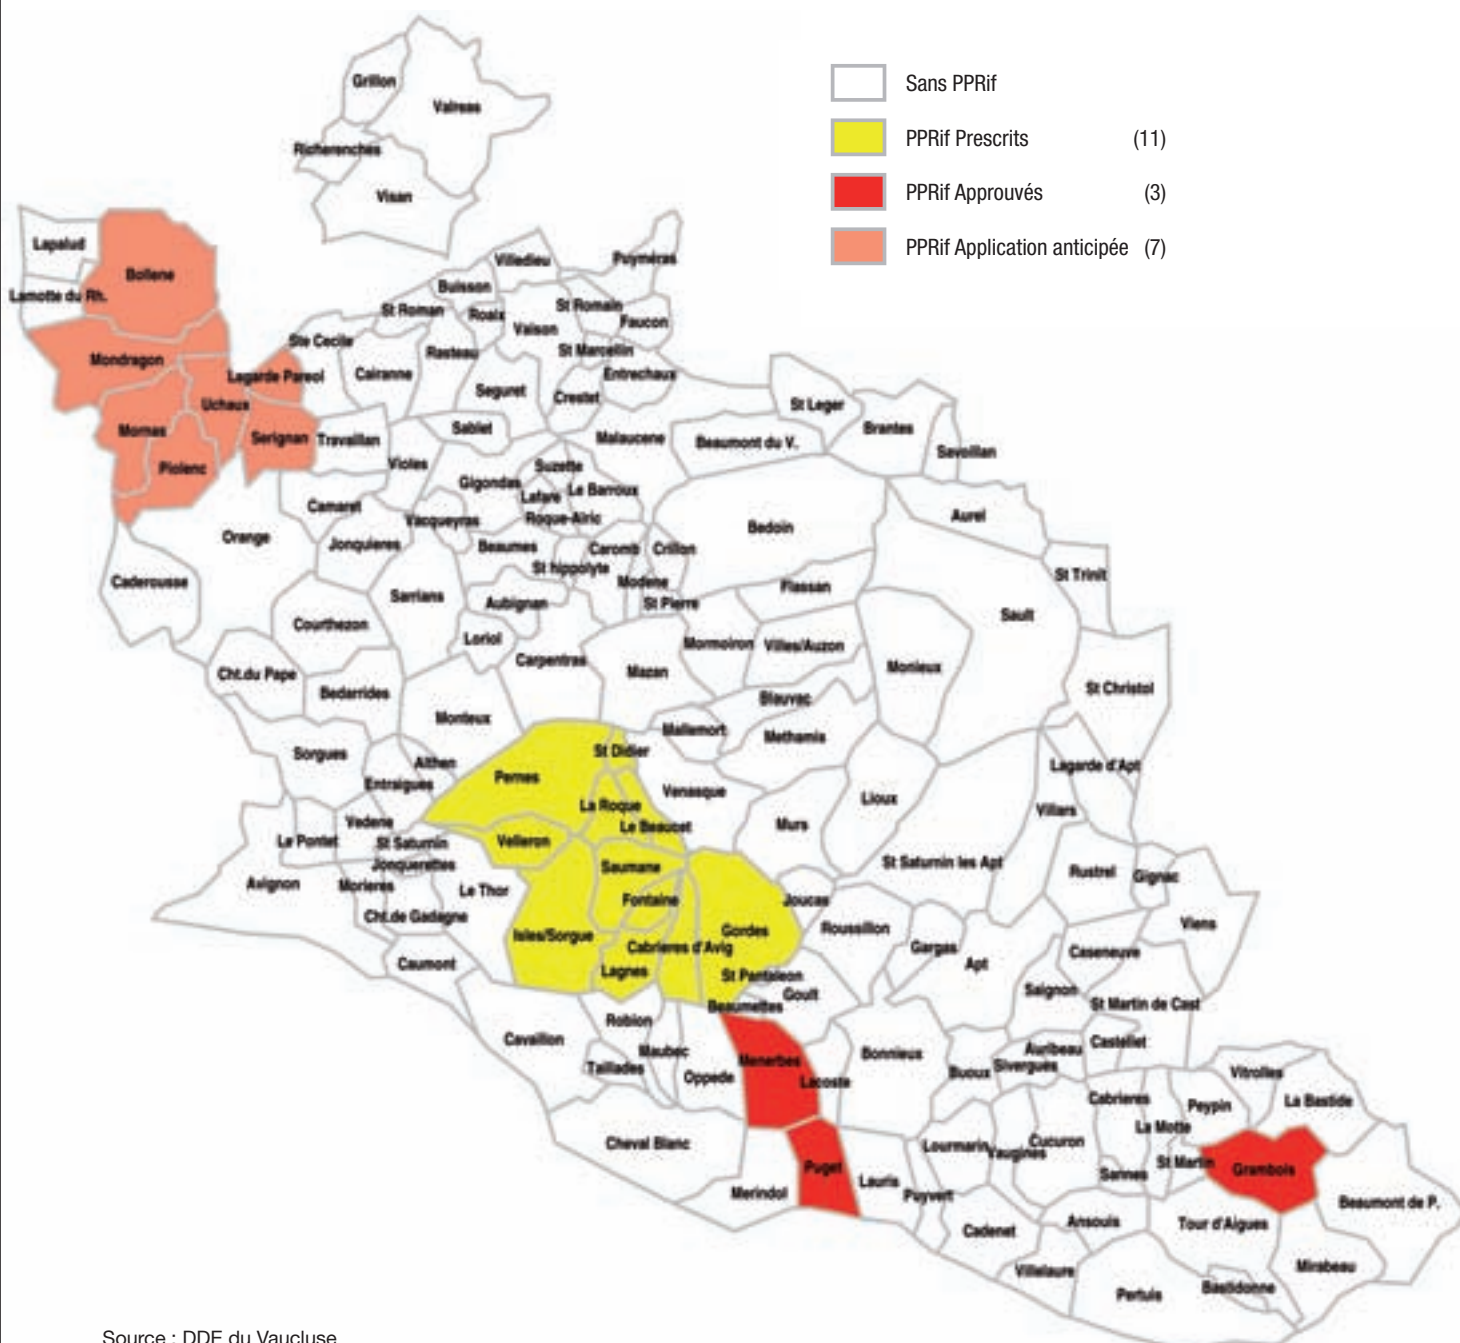 Sans PPRif
PPRif Prescrits (11)
PPRif Approuvés (3)
PPRif Application anticipée (7)
Grillon
Valreas
Richerenches
Visan
Lapalud
Bollene
Lamotte du Rh.
Villedieu
Puyméras
Buisson
St Roman
Roaix
St Romain
Vaison
Faucon
Ste Cecile
Mondragon
Rasteau
St Marcellin
Lagarde Pareol
Cairanne
Entrechaux
Seguret
Crestet
Uchaux
St Leger
Mornas
Serignan
Travaillan
Sablet
Malaucene
Beaumont du V.
Brantes
Savoillan
Piolenc
Violes
Suzette
Gigondas
Lafare
Le Barroux
Camaret
Vacqueyras
Roque-Alric
Bedoin
Aurel
Orange
Jonquieres
Beaumes
Caromb
Crillon
St hippolyte
Caderousse
Modene
Flassan
St Trinit
Sarrians
Aubignan
St Pierre
Sault
Courthezon
Loriol
Mormoiron
Villes/Auzon
Carpentras
Mazan
Monieux
Cht.du Pape
Bedarrides
St Christol
Blauvac
Monteux
Mallemort
Methamis
Sorgues
St Didier
Althen
Pernes
Lagarde d'Apt
Entraigues
Venasque
Lioux
La Roque
Villars
Vedene
Le Beaucet
Murs
Le Pontet
St Saturnin
Velleron
Jonquerettes
Saumane
St Saturnin les Apt
Rustrel
Gignac
Avignon
Morieres
Le Thor
Fontaine
Joucas
Cht.de Gadagne
Isles/Sorgue
Gordes
Roussillon
Viens
Cabrieres d'Avig
Gargas
Caumont
Lagnes
St Pantaleon
Apt
Caseneuve
Goult
Saignon
Beaumettes
St Martin de Cast
Robion
Cavaillon
Maubec
Menerbes
Bonnieux
Auribeau
Castellet
Taillades
Oppede
Lacoste
Buoux
Sivergues
Vitrolles
Cabrieres
Peypin
La Bastide
Cheval Blanc
La Motte
Lourmarin
Vaugines
Cucuron
St Martin
Puget
Grambois
Merindol
Lauris
Sannes
Puyvert
Beaumont de P.
Cadenet
Ansouis
Tour d'Aigues
Villelaure
Mirabeau
Pertuis
Bastidonne
Source : DDE du Vaucluse